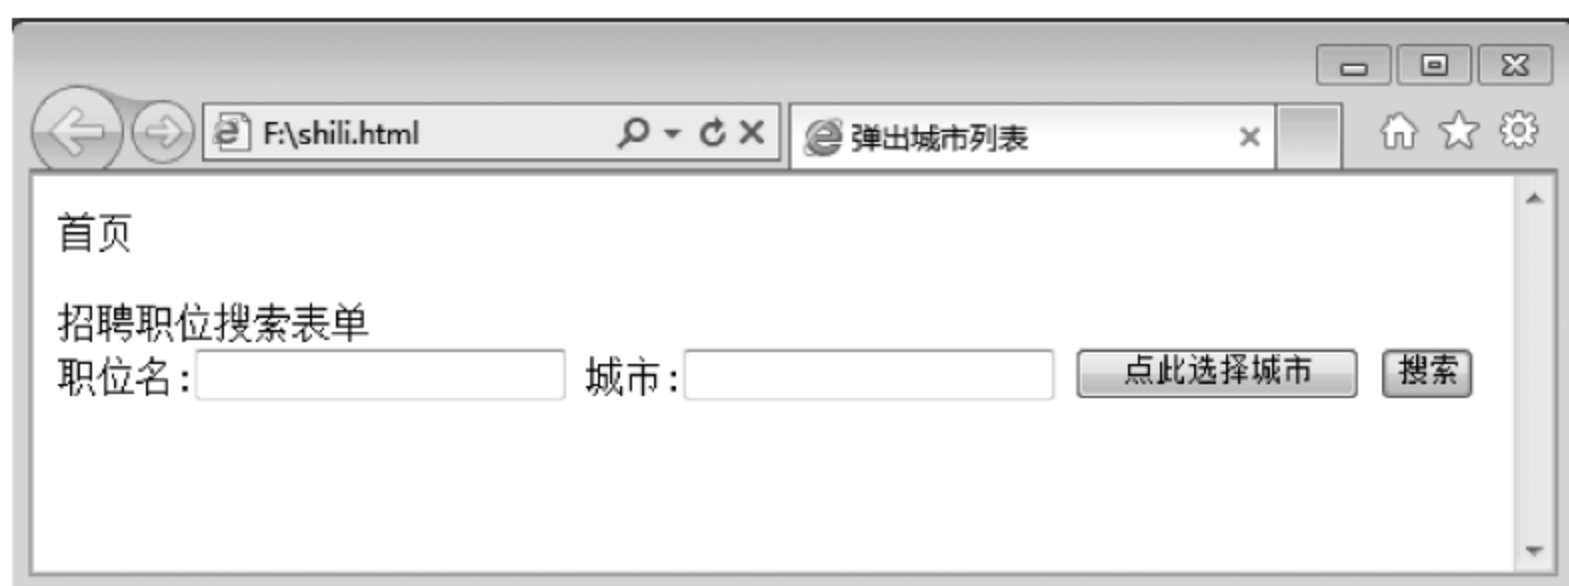 F:\shili.html
弹出城市列表
首页
招聘职位搜索表单
职位名: 城市: 点此选择城市 搜索